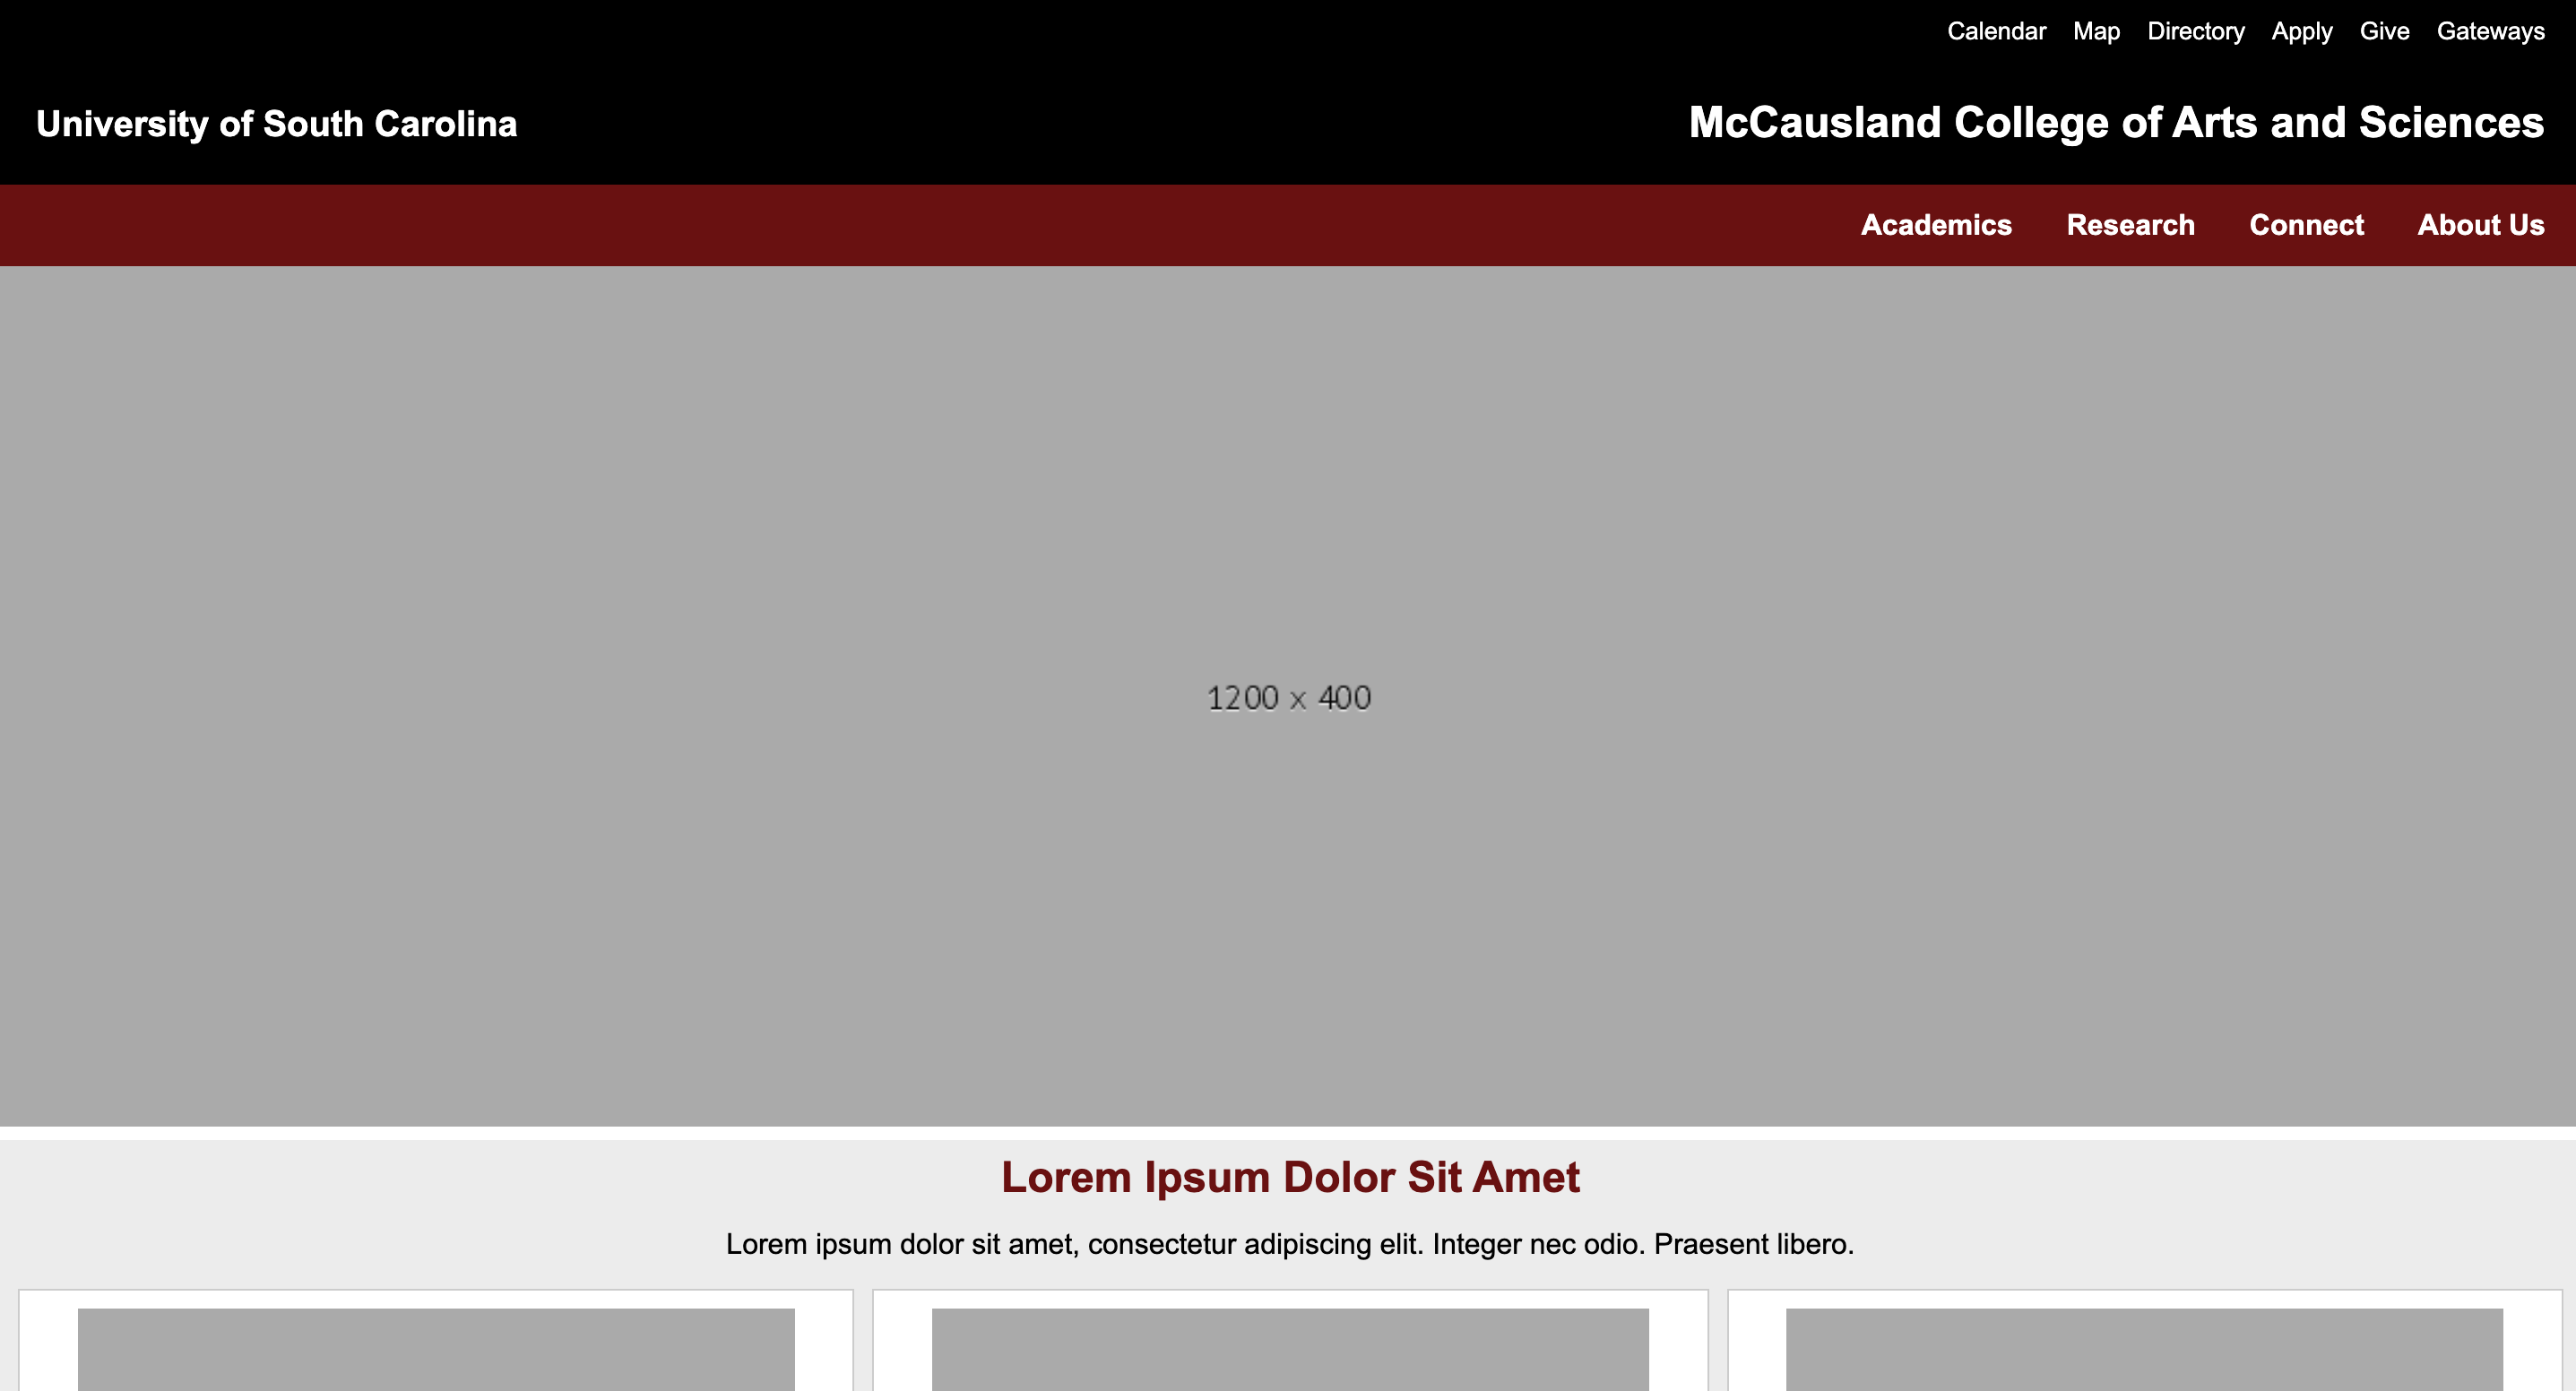 Calendar Map Directory Apply Give Gateways
University of South Carolina
McCausland College of Arts and Sciences
Academics Research Connect About Us
1200 x 400
Lorem Ipsum Dolor Sit Amet
Lorem ipsum dolor sit amet, consectetur adipiscing elit. Integer nec odio. Praesent libero.